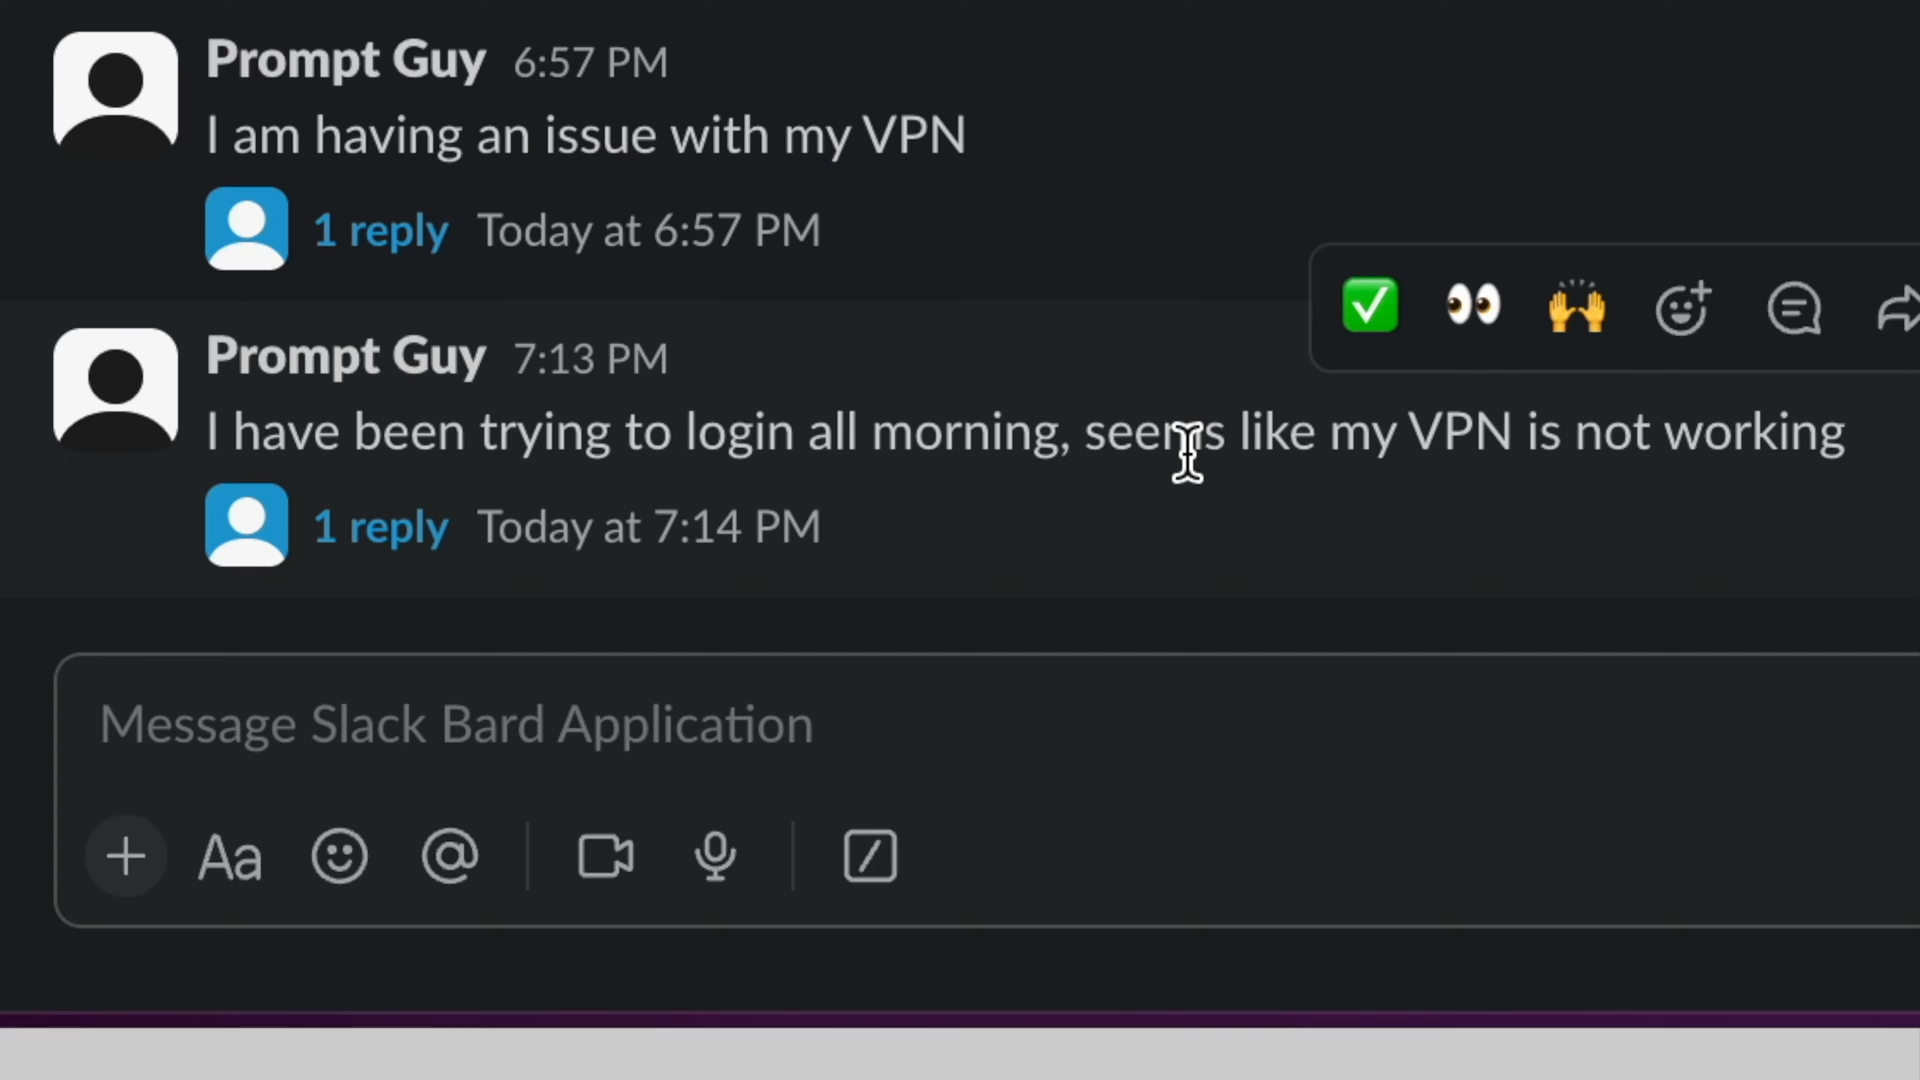 Prompt Guy 6:57 PM
I am having an issue with my VPN
1 reply Today at 6:57 PM
Prompt Guy 7:13 PM
I have been trying to login all morning, seems like my VPN is not working
1 reply Today at 7:14 PM
Message Slack Bard Application
Aa